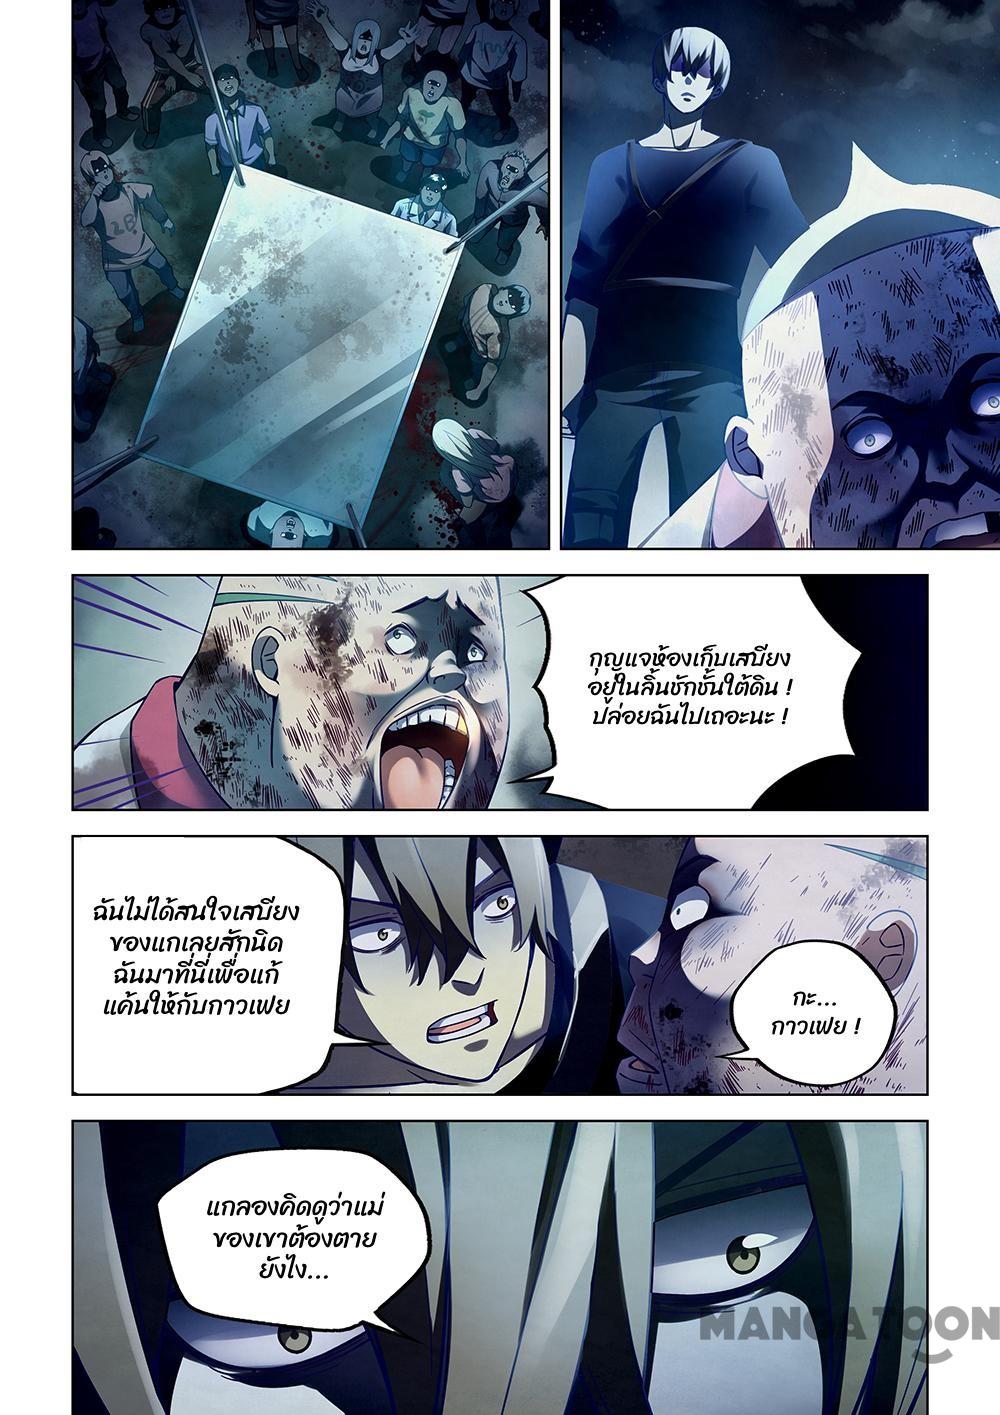 2B
กุญแจห้องเก็บเสบียง
อยู่ในลิ้นชักชั้นใต้ดิน !
ปล่อยฉันไปเถอะนะ !
ฉันไม่ได้สนใจเสบียง
ของแกเลยสักนิด
ฉันมาที่นี่เพื่อแก้
แค้นให้กับกาวเฟย
กะ...
กาวเฟย !
แกลองคิดดูว่าแม่
ของเขาต้องตาย
ยังไง...
MANGATOON